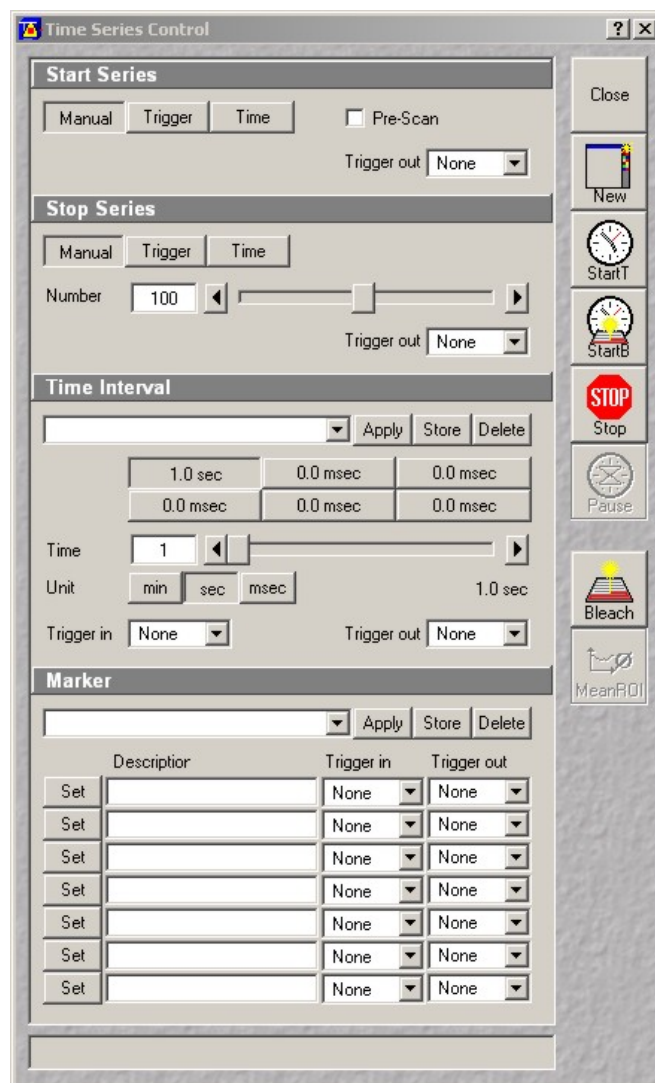 Time Series Control ? ×
Start Series
Manual Trigger Time Pre-Scan
Trigger out None
Stop Series
Manual Trigger Time
Number 100
Trigger out None
Time Interval
Apply Store Delete
1.0 sec 0.0 msec 0.0 msec
0.0 msec 0.0 msec 0.0 msec
Time 1
Unit min sec msec 1.0 sec
Trigger in None Trigger out None
Marker
Apply Store Delete
Descriptior Trigger in Trigger out
Set None None
Set None None
Set None None
Set None None
Set None None
Set None None
Set None None
Close
New
StartT
StartB
STOP
Stop
Pause
Bleach
MeanROI